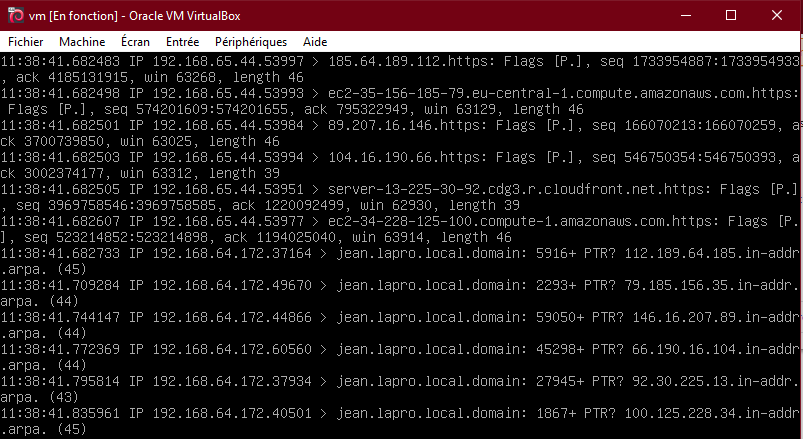 vm [En fonction] - Oracle VM VirtualBox
Fichier Machine Écran Entrée Périphériques Aide
11:38:41.682483 IP 192.168.65.44.53997 > 185.64.189.112.https: Flags [P.], seq 1733954887:1733954933
, ack 4185131915, win 63268, length 46
11:38:41.682498 IP 192.168.65.44.53993 > ec2-35-156-185-79.eu-central-1.compute.amazonaws.com.https:
 Flags [P.], seq 574201609:574201655, ack 795322949, win 63129, length 46
11:38:41.682501 IP 192.168.65.44.53984 > 89.207.16.146.https: Flags [P.], seq 166070213:166070259, a
ck 3700739850, win 63025, length 46
11:38:41.682503 IP 192.168.65.44.53994 > 104.16.190.66.https: Flags [P.], seq 546750354:546750393, a
ck 3002374177, win 63312, length 39
11:38:41.682505 IP 192.168.65.44.53951 > server-13-225-30-92.cdg3.r.cloudfront.net.https: Flags [P.]
, seq 3969758546:3969758585, ack 1220092499, win 62930, length 39
11:38:41.682607 IP 192.168.65.44.53977 > ec2-34-228-125-100.compute-1.amazonaws.com.https: Flags [P.
], seq 523214852:523214898, ack 1194025040, win 63914, length 46
11:38:41.682733 IP 192.168.64.172.37164 > jean.lapro.local.domain: 5916+ PTR? 112.189.64.185.in-addr
.arpa. (45)
11:38:41.709284 IP 192.168.64.172.49670 > jean.lapro.local.domain: 2293+ PTR? 79.185.156.35.in-addr.
arpa. (44)
11:38:41.744147 IP 192.168.64.172.44866 > jean.lapro.local.domain: 59050+ PTR? 146.16.207.89.in-addr
.arpa. (44)
11:38:41.772369 IP 192.168.64.172.60560 > jean.lapro.local.domain: 45298+ PTR? 66.190.16.104.in-addr
.arpa. (44)
11:38:41.795814 IP 192.168.64.172.37934 > jean.lapro.local.domain: 27945+ PTR? 92.30.225.13.in-addr.
arpa. (43)
11:38:41.835961 IP 192.168.64.172.40501 > jean.lapro.local.domain: 1867+ PTR? 100.125.228.34.in-addr
.arpa. (45)